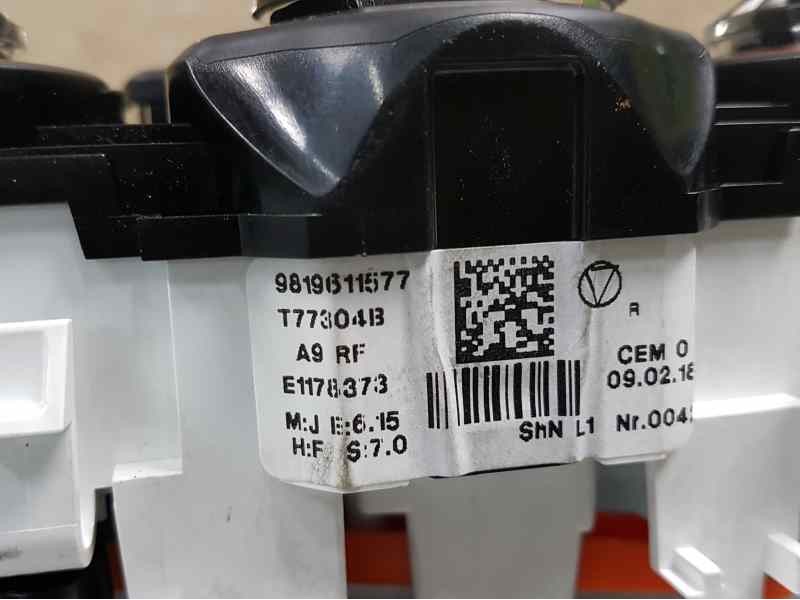 9819611577
T77304B
A9 RF
E1178373
M:J E:6.15
H:F S:7.0
R
CEM 0
09.02.18
ShN L1 Nr.004